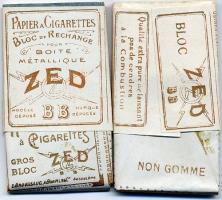 PAPIER À CIGARETTES
BLOC DE RECHANGE
POUR
BOITE
MÉTALLIQUE
ZED
MODÈLE
DÉPOSÉ
BB
MARQUE
DÉPOSÉE
à CIGARETTES
GROS
BLOC
ZED
BLOC
ZED
BB
Qualité extra pure ne laissant
pas de cendres
à la Combustion
NON GOMMÉ